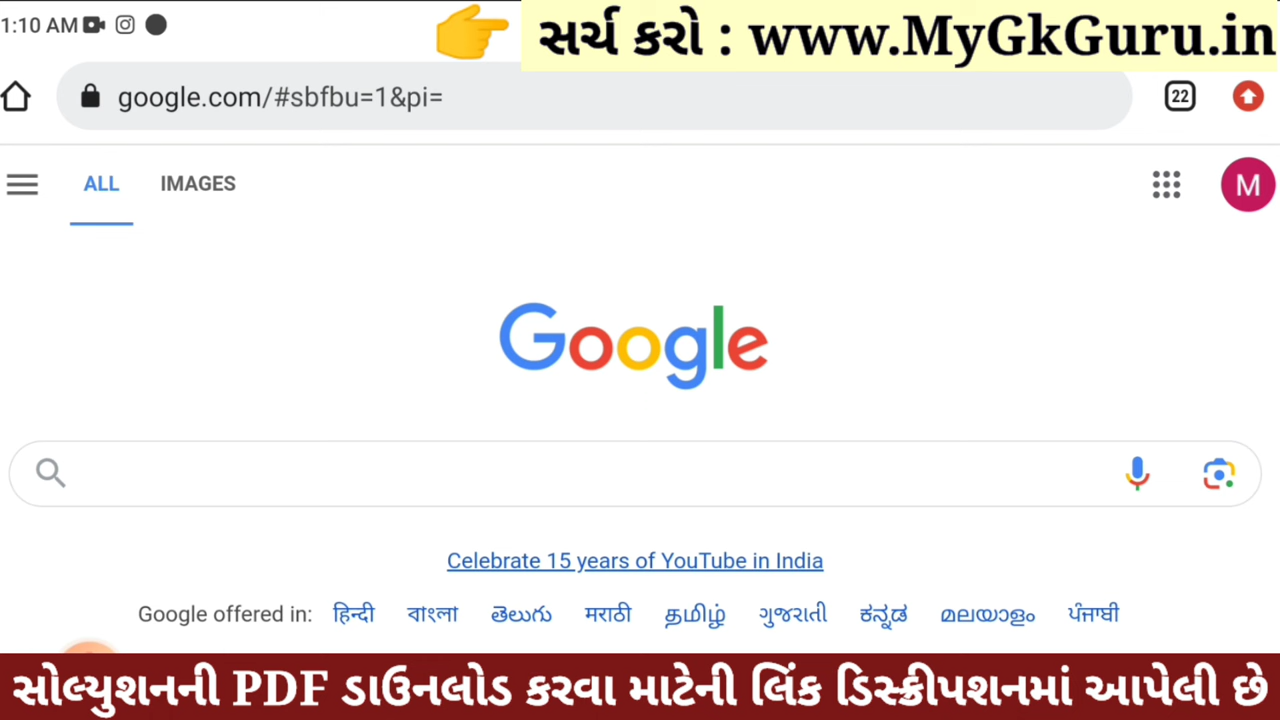 1:10 AM
સર્ચ કરો : www.MyGkGuru.in
google.com/#sbfbu=1&pi=
22
ALL IMAGES
M
Google
Celebrate 15 years of YouTube in India
Google offered in: हिन्दी বাংলা తెలుగు मराठी தமிழ் ગુજરાતી ಕನ್ನಡ മലയാളം ਪੰਜਾਬੀ
સોલ્યુશનની PDF ડાઉનલોડ કરવા માટેની લિંક ડિસ્ક્રીપશનમાં આપેલી છે